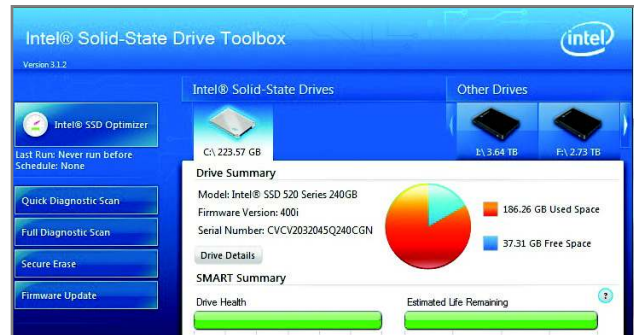 Intel® Solid-State Drive Toolbox
intel
Version 3.1.2
Intel® Solid-State Drives
Other Drives
Intel® SSD Optimizer
C:\ 223.57 GB
I:\ 3.64 TB
F:\ 2.73 TB
Last Run: Never run before
Schedule: None
Drive Summary
Model: Intel® SSD 520 Series 240GB
Firmware Version: 400i
Serial Number: CVCV2032045Q240CGN
186.26 GB Used Space
37.31 GB Free Space
Drive Details
Quick Diagnostic Scan
Full Diagnostic Scan
Secure Erase
Firmware Update
SMART Summary
?
Drive Health
Estimated Life Remaining